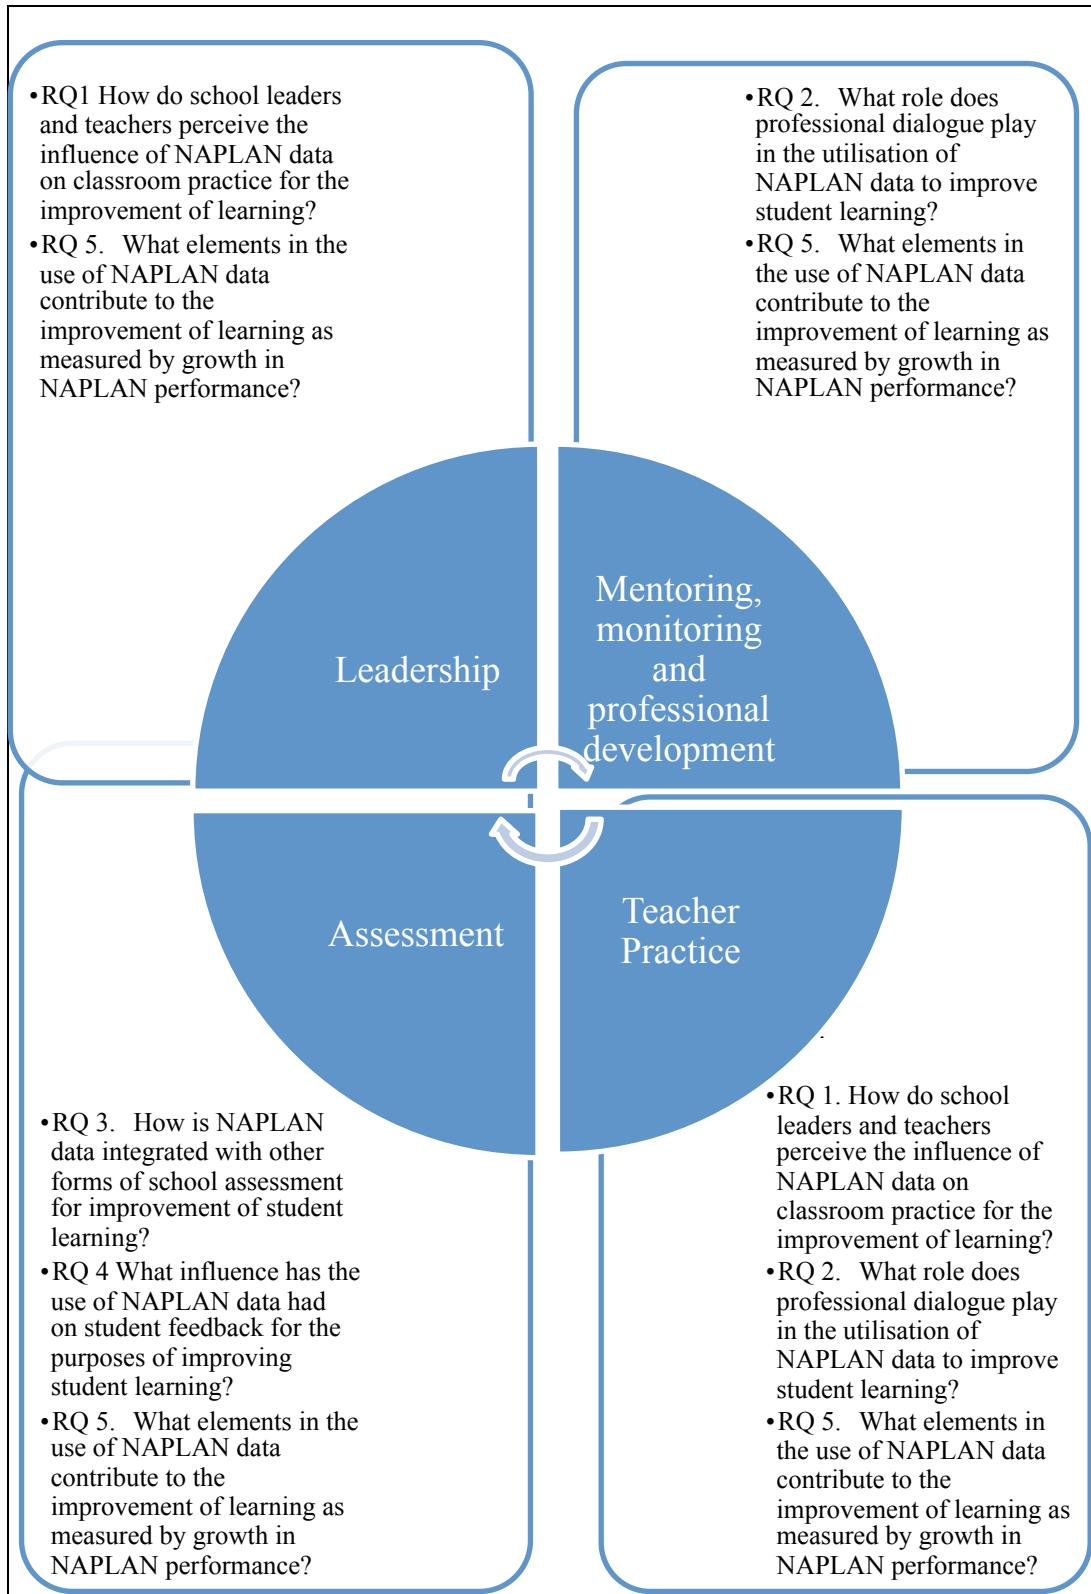 •RQ1 How do school leaders
and teachers perceive the
influence of NAPLAN data
on classroom practice for the
improvement of learning?
•RQ 5. What elements in the
use of NAPLAN data
contribute to the
improvement of learning as
measured by growth in
NAPLAN performance?
•RQ 2. What role does
professional dialogue play
in the utilisation of
NAPLAN data to improve
student learning?
•RQ 5. What elements in
the use of NAPLAN data
contribute to the
improvement of learning as
measured by growth in
NAPLAN performance?
Leadership
Mentoring,
monitoring
and
professional
development
Assessment
Teacher
Practice
•RQ 3. How is NAPLAN
data integrated with other
forms of school assessment
for improvement of student
learning?
•RQ 4 What influence has the
use of NAPLAN data had
on student feedback for the
purposes of improving
student learning?
•RQ 5. What elements in the
use of NAPLAN data
contribute to the
improvement of learning as
measured by growth in
NAPLAN performance?
•RQ 1. How do school
leaders and teachers
perceive the influence of
NAPLAN data on
classroom practice for the
improvement of learning?
•RQ 2. What role does
professional dialogue play
in the utilisation of
NAPLAN data to improve
student learning?
•RQ 5. What elements in
the use of NAPLAN data
contribute to the
improvement of learning as
measured by growth in
NAPLAN performance?